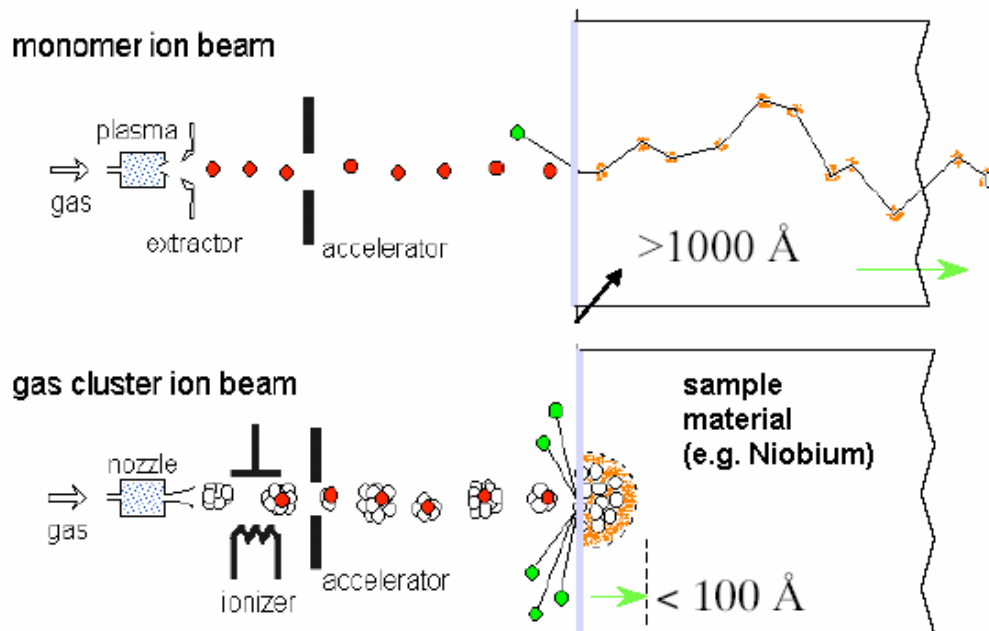 monomer ion beam
plasma
gas
extractor
accelerator
>1000 Å
gas cluster ion beam
sample
material
(e.g. Niobium)
nozzle
gas
ionizer
accelerator
< 100 Å